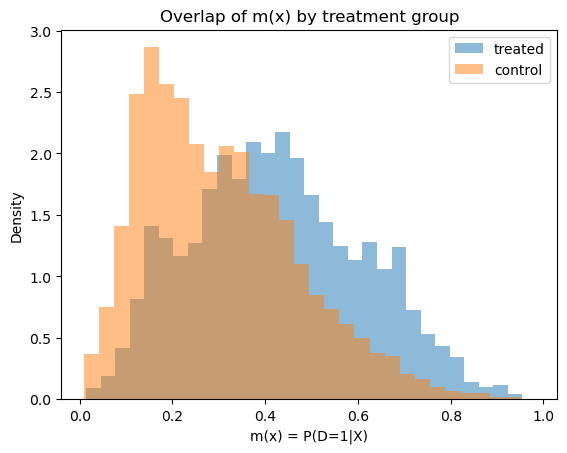 Overlap of m(x) by treatment group
treated
control
Density
3.0
2.5
2.0
1.5
1.0
0.5
0.0
0.0 0.2 0.4 0.6 0.8 1.0
m(x) = P(D=1|X)